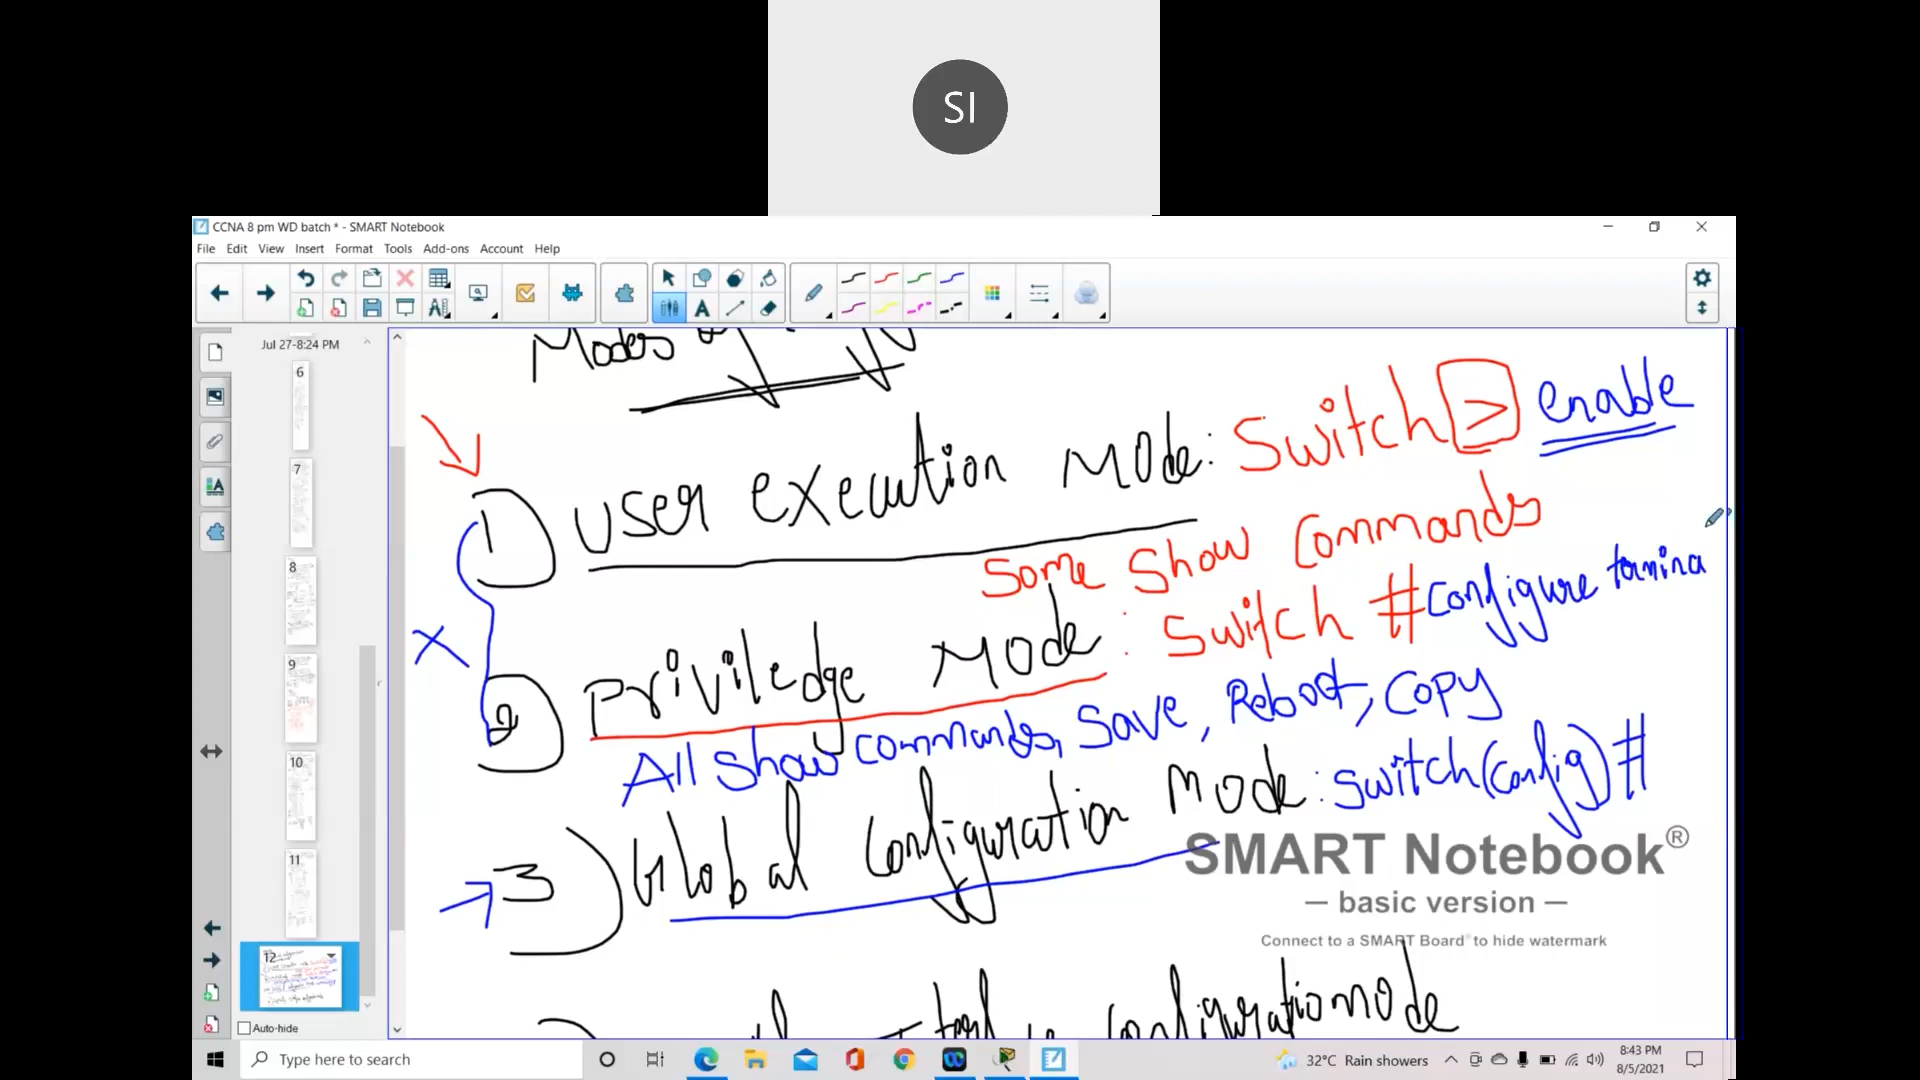 SI
CCNA 8 pm WD batch * - SMART Notebook
File Edit View Insert Format Tools Add-ons Account Help
Jul 27-8:24 PM
6
7
8
9
10
11
12
Modes of
1 User execution Mode: Switch > enable
Some Show Commands
2 Priviledge Mode: Switch # Configure termina
All show commands, Save, Reboot, Copy
3) Global Configuration Mode: switch(config)#
SMART Notebook®
— basic version —
Connect to a SMART Board® to hide watermark
configuration mode
Auto-hide
Type here to search
32°C Rain showers
8:43 PM
8/5/2021